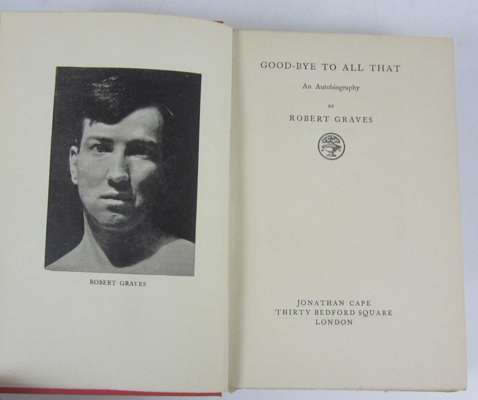 ROBERT GRAVES
GOOD-BYE TO ALL THAT
An Autobiography
BY
ROBERT GRAVES
JONATHAN CAPE
THIRTY BEDFORD SQUARE
LONDON